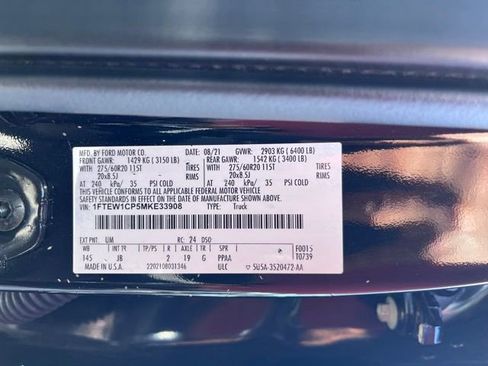 MFD. BY FORD MOTOR CO. 08/21 GVWR: 2903 KG ( 6400 LB)
FRONT GAWR: 1429 KG ( 3150 LB) REAR GAWR: 1542 KG ( 3400 LB)
WITH 275/60R20 115T TIRES WITH 275/60R20 115T TIRES
20x8.5J RIMS 20x8.5J RIMS
AT 240 kPa/ 35 PSI COLD AT 240 kPa/ 35 PSI COLD
THIS VEHICLE CONFORMS TO ALL APPLICABLE FEDERAL MOTOR VEHICLE
SAFETY STANDARDS IN EFFECT ON THE DATE OF MANUFACTURE SHOWN ABOVE.
VIN: 1FTEW1CP5MKE33908 TYPE: Truck
EXT PNT: UM RC: 24 DSO:
WB INT TR TP/PS R AXLE TR SPR F0015
145 JB 2 19 G PPAA 10739
MADE IN U.S.A. 2202108031346 ULC 5USA-3520472-AA